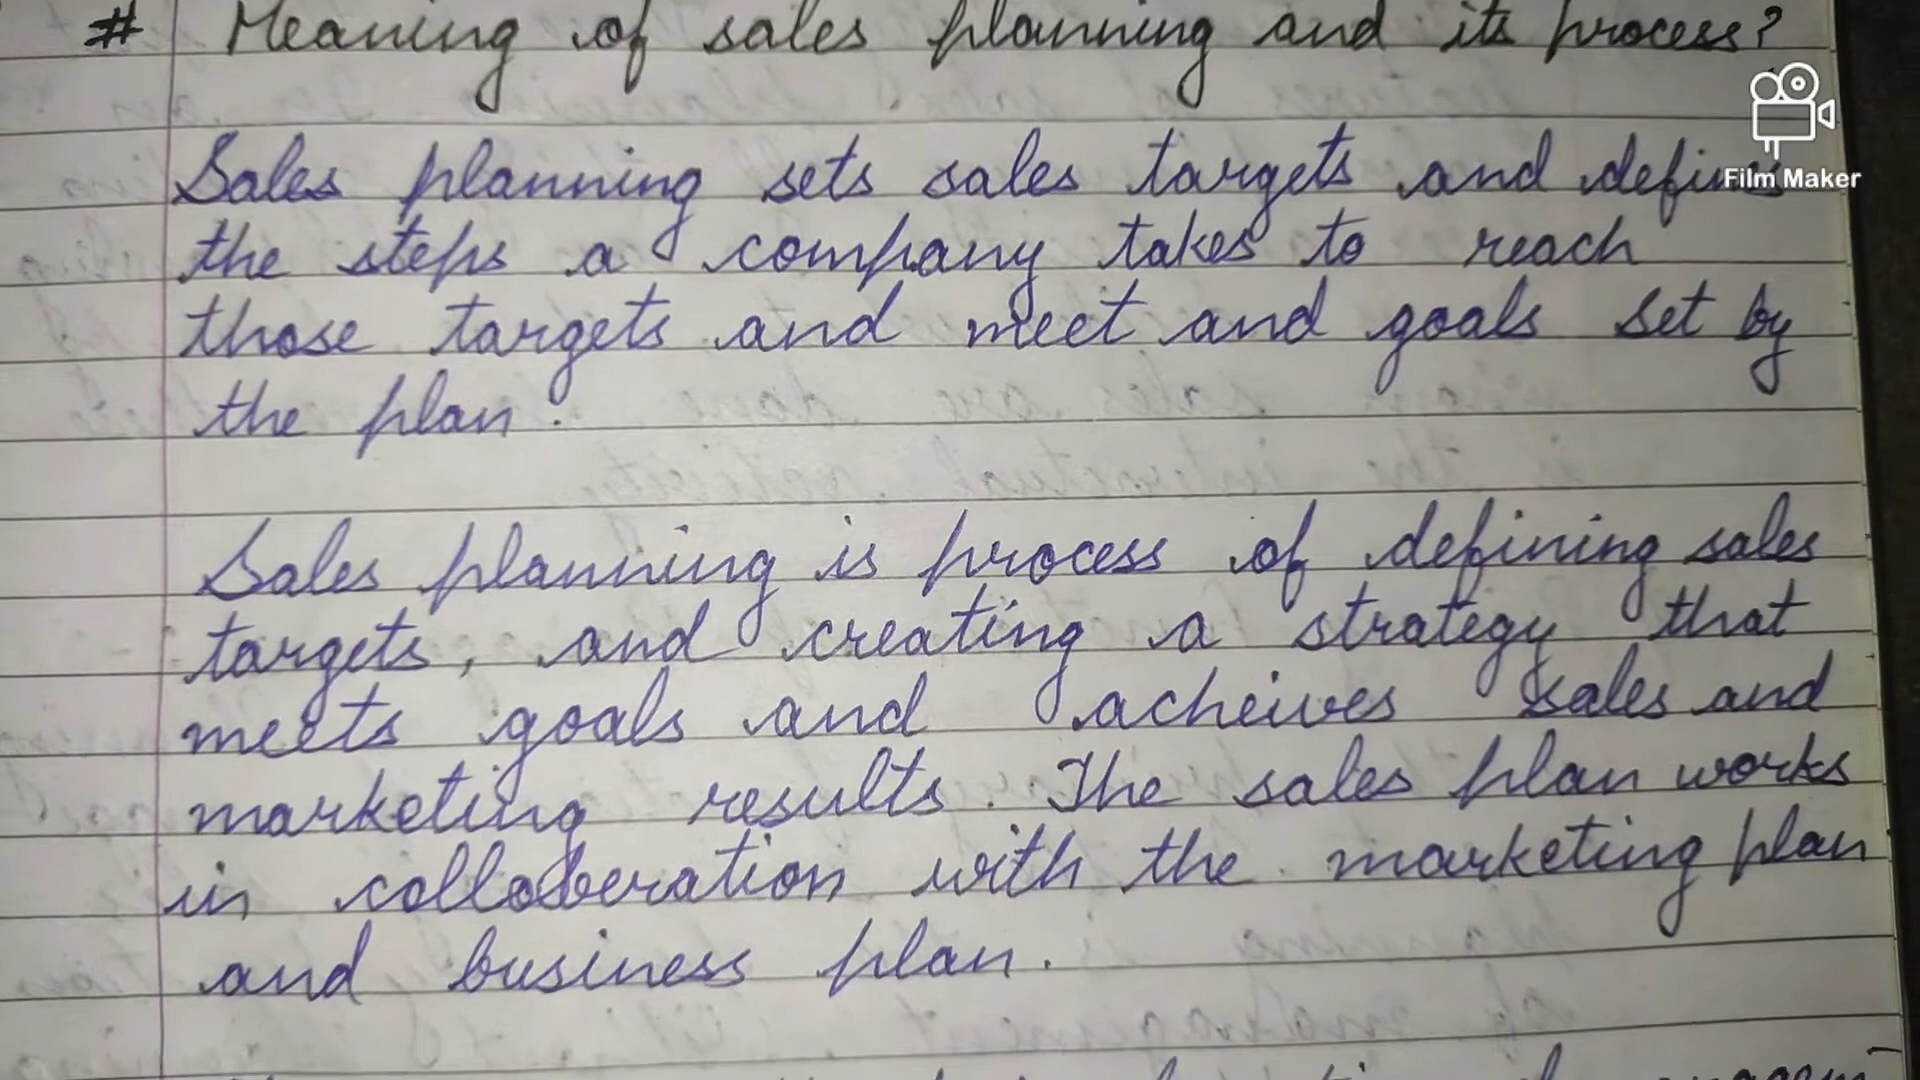 # Meaning of sales planning and its process?
Film Maker
Sales planning sets sales targets and defines
the steps a company takes to reach
those targets and meet and goals set by
the plan.
Sales planning is process of defining sales
targets, and creating a strategy that
meets goals and acheives sales and
marketing results. The sales plan works
in colloberation with the marketing plan
and business plan.